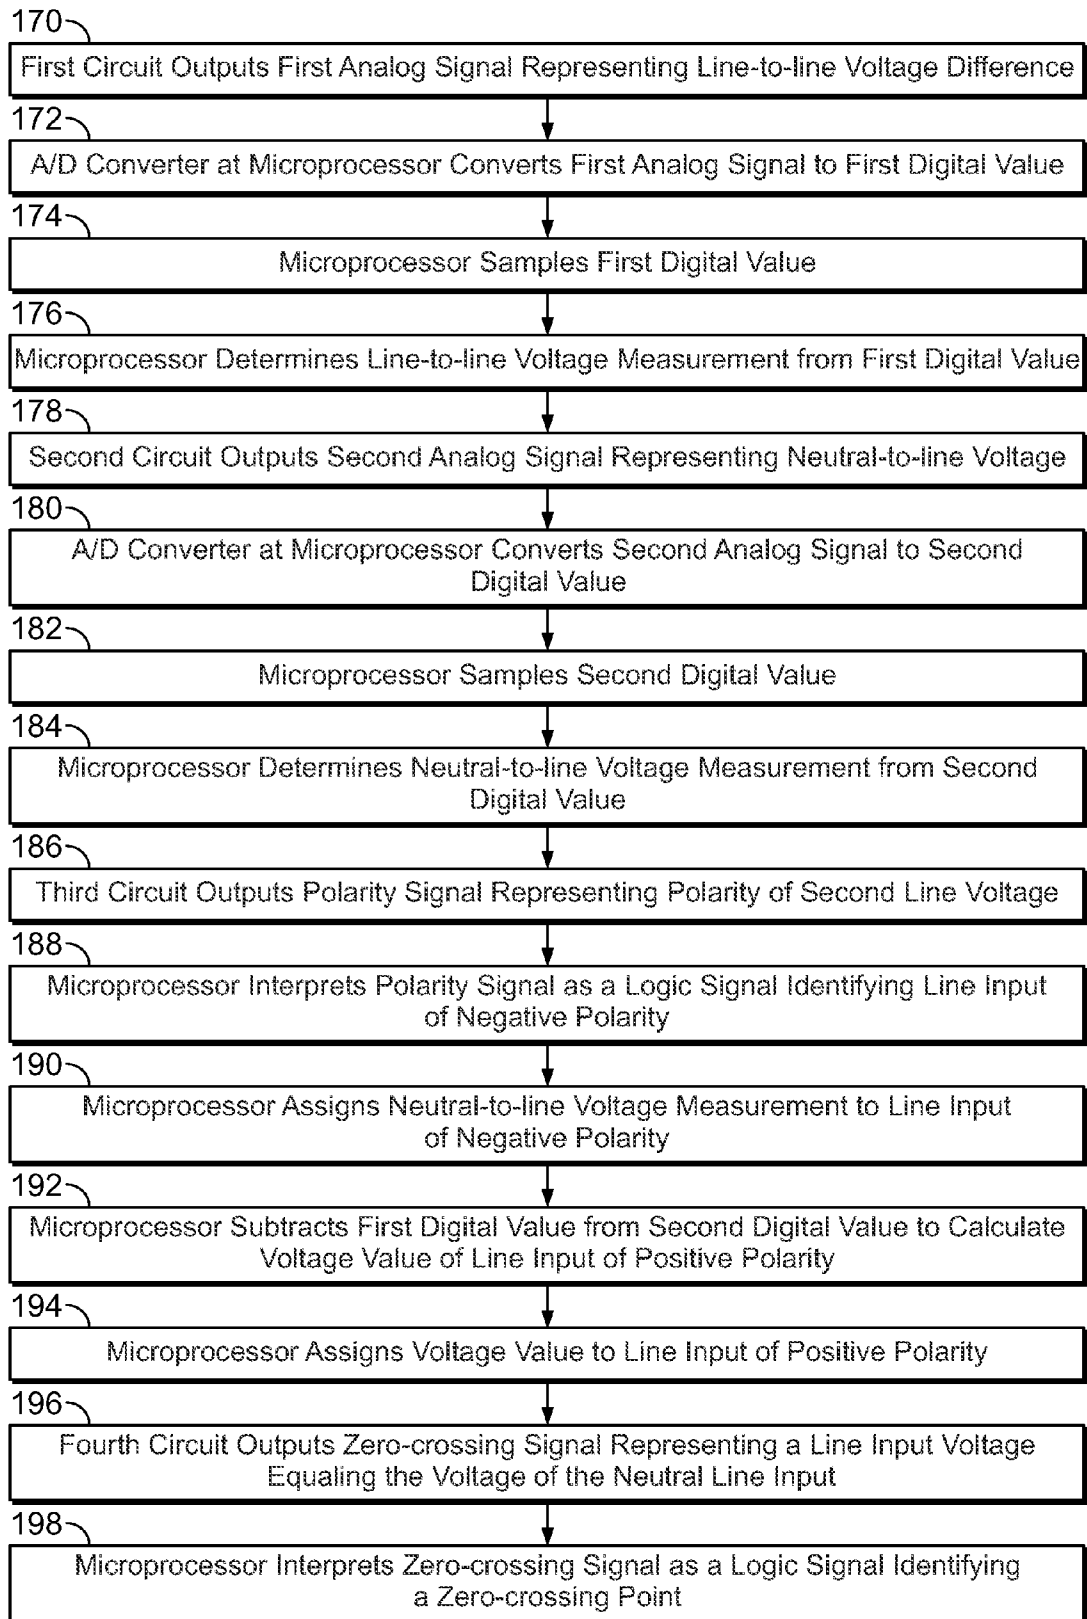 170
First Circuit Outputs First Analog Signal Representing Line-to-line Voltage Difference
172
A/D Converter at Microprocessor Converts First Analog Signal to First Digital Value
174
Microprocessor Samples First Digital Value
176
Microprocessor Determines Line-to-line Voltage Measurement from First Digital Value
178
Second Circuit Outputs Second Analog Signal Representing Neutral-to-line Voltage
180
A/D Converter at Microprocessor Converts Second Analog Signal to Second
Digital Value
182
Microprocessor Samples Second Digital Value
184
Microprocessor Determines Neutral-to-line Voltage Measurement from Second
Digital Value
186
Third Circuit Outputs Polarity Signal Representing Polarity of Second Line Voltage
188
Microprocessor Interprets Polarity Signal as a Logic Signal Identifying Line Input
of Negative Polarity
190
Microprocessor Assigns Neutral-to-line Voltage Measurement to Line Input
of Negative Polarity
192
Microprocessor Subtracts First Digital Value from Second Digital Value to Calculate
Voltage Value of Line Input of Positive Polarity
194
Microprocessor Assigns Voltage Value to Line Input of Positive Polarity
196
Fourth Circuit Outputs Zero-crossing Signal Representing a Line Input Voltage
Equaling the Voltage of the Neutral Line Input
198
Microprocessor Interprets Zero-crossing Signal as a Logic Signal Identifying
a Zero-crossing Point